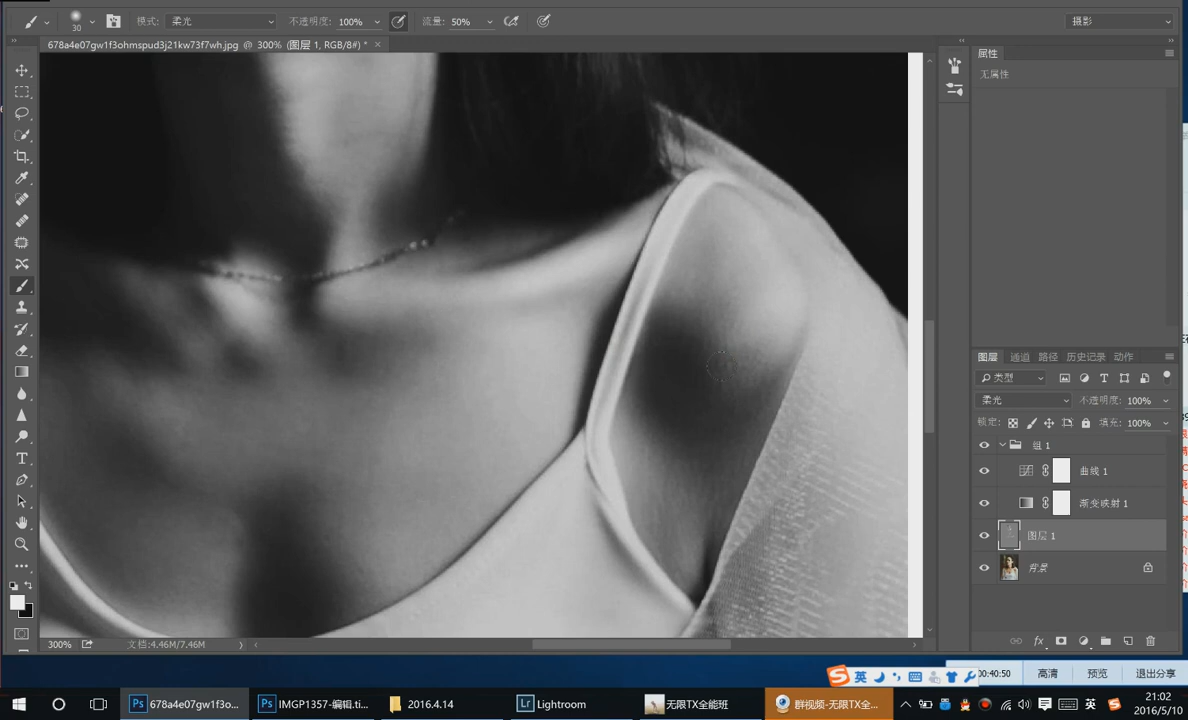 30
模式: 柔光
不透明度: 100%
流量: 50%
摄影
678a4e07gw1f3ohmspud3j21kw73f7wh.jpg @ 300% (图层 1, RGB/8#) *
属性
无属性
图层 通道 路径 历史记录 动作
类型
柔光 不透明度: 100%
锁定: 填充: 100%
组 1
曲线 1
渐变映射 1
图层 1
背景
300% 文档:4.46M/7.46M
英
00:40:50 高清 预览 退出分享
678a4e07gw1f3o...
IMGP1357-编辑.ti...
2016.4.14
Lightroom
无限TX全能班
群视频-无限TX全...
英
21:02
2016/5/10